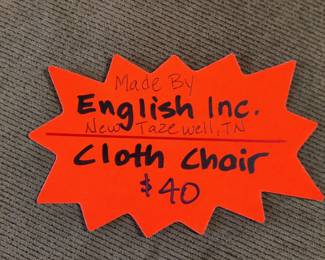 Made By
English Inc.
New Tazewell, TN
Cloth Chair
$40